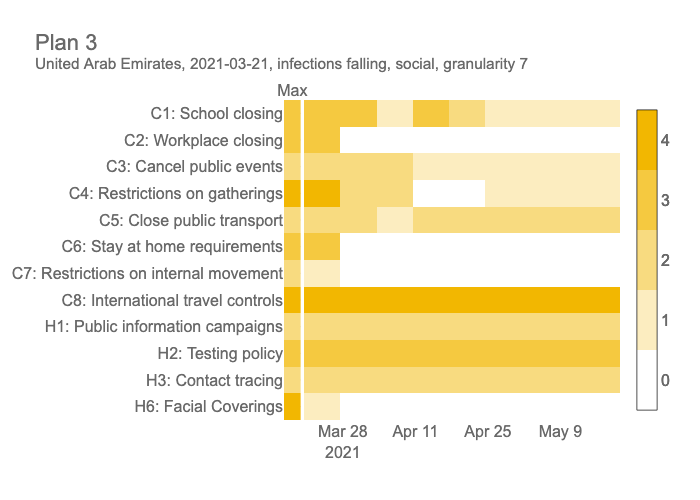 Plan 3
United Arab Emirates, 2021-03-21, infections falling, social, granularity 7
Max
C1: School closing
C2: Workplace closing
C3: Cancel public events
C4: Restrictions on gatherings
C5: Close public transport
C6: Stay at home requirements
C7: Restrictions on internal movement
C8: International travel controls
H1: Public information campaigns
H2: Testing policy
H3: Contact tracing
H6: Facial Coverings
Mar 28 Apr 11 Apr 25 May 9
2021
4
3
2
1
0